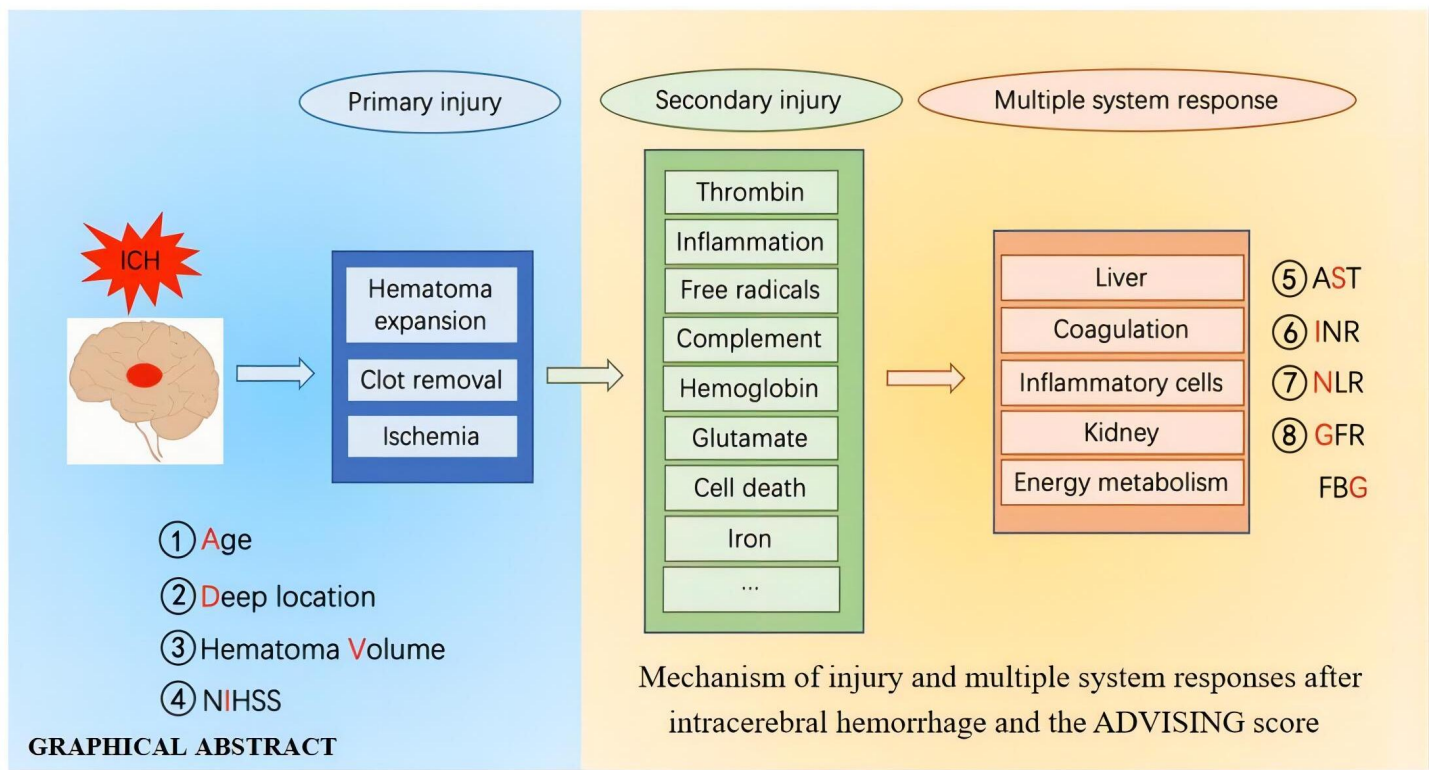 Primary injury
Secondary injury
Multiple system response
ICH
Hematoma
expansion
Clot removal
Ischemia
Thrombin
Inflammation
Free radicals
Complement
Hemoglobin
Glutamate
Cell death
Iron
...
Liver
Coagulation
Inflammatory cells
Kidney
Energy metabolism
⑤ AST
⑥ INR
⑦ NLR
⑧ GFR
FBG
① Age
② Deep location
③ Hematoma Volume
④ NIHSS
GRAPHICAL ABSTRACT
Mechanism of injury and multiple system responses after
intracerebral hemorrhage and the ADVISING score